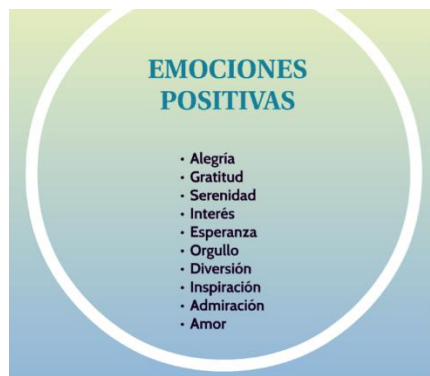 EMOCIONES
POSITIVAS
· Alegría
· Gratitud
· Serenidad
· Interés
· Esperanza
· Orgullo
· Diversión
· Inspiración
· Admiración
· Amor